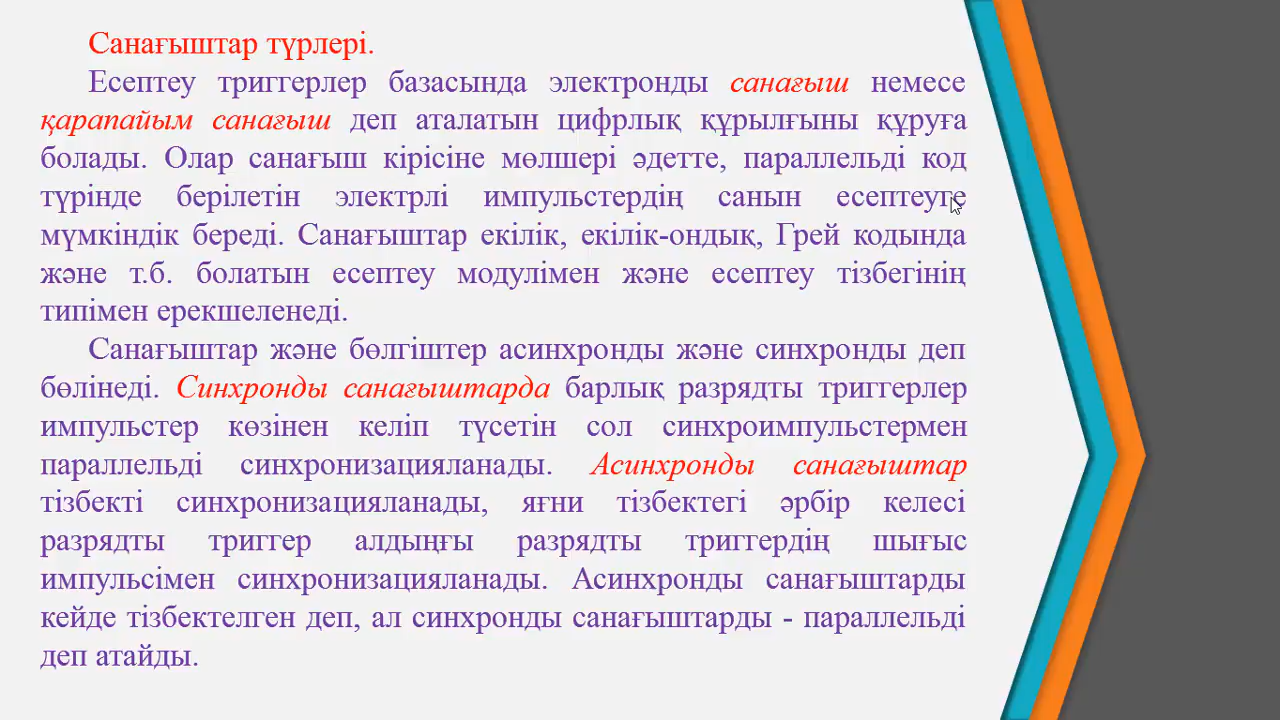 Санағыштар түрлері.
Есептеу триггерлер базасында электронды санағыш немесе
қарапайым санағыш деп аталатын цифрлық құрылғыны құруға
болады. Олар санағыш кірісіне мөлшері әдетте, параллельді код
түрінде берілетін электрлі импульстердің санын есептеуге
мүмкіндік береді. Санағыштар екілік, екілік-ондық, Грей кодында
және т.б. болатын есептеу модулімен және есептеу тізбегінің
типімен ерекшеленеді.
Санағыштар және бөлгіштер асинхронды және синхронды деп
бөлінеді. Синхронды санағыштарда барлық разрядты триггерлер
импульстер көзінен келіп түсетін сол синхроимпульстермен
параллельді синхронизацияланады. Асинхронды санағыштар
тізбекті синхронизацияланады, яғни тізбектегі әрбір келесі
разрядты триггер алдыңғы разрядты триггердің шығыс
импульсімен синхронизацияланады. Асинхронды санағыштарды
кейде тізбектелген деп, ал синхронды санағыштарды - параллельді
деп атайды.